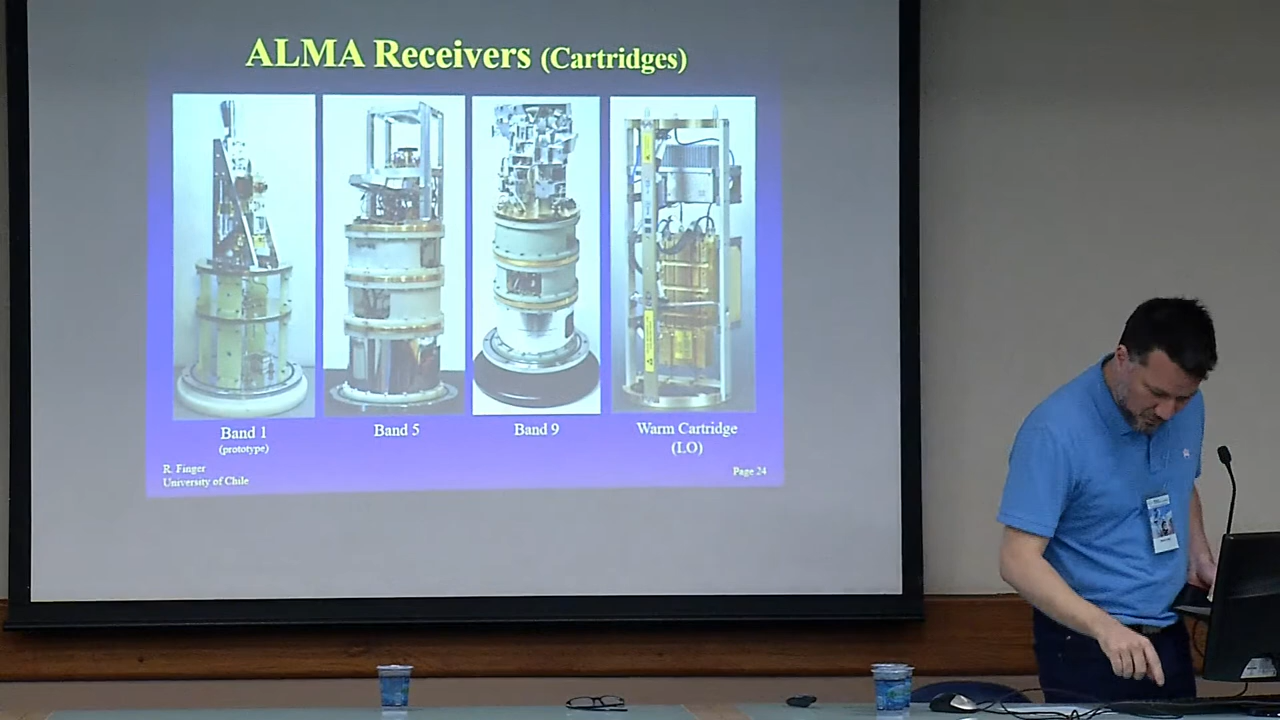 ALMA Receivers (Cartridges)
Band 1
(prototype)
Band 5
Band 9
Warm Cartridge
(LO)
R. Finger
University of Chile
Page 24